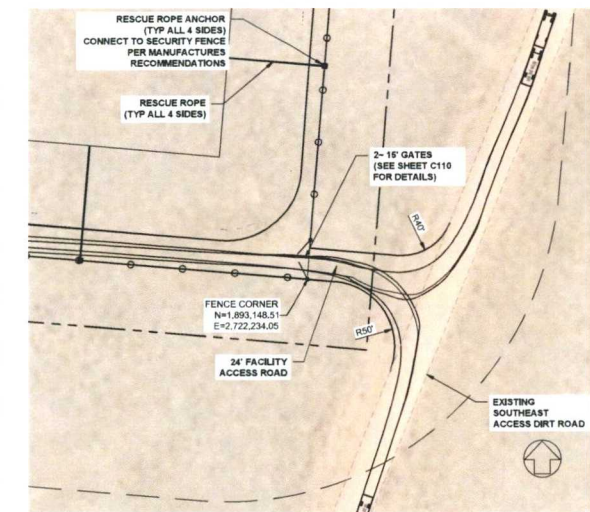 RESCUE ROPE ANCHOR
(TYP ALL 4 SIDES)
CONNECT TO SECURITY FENCE
PER MANUFACTURES
RECOMMENDATIONS
RESCUE ROPE
(TYP ALL 4 SIDES)
2~ 15' GATES
(SEE SHEET C110
FOR DETAILS)
R40'
FENCE CORNER
N=1,893,148.51
E=2,722,234.05
R50'
24' FACILITY
ACCESS ROAD
EXISTING
SOUTHEAST
ACCESS DIRT ROAD